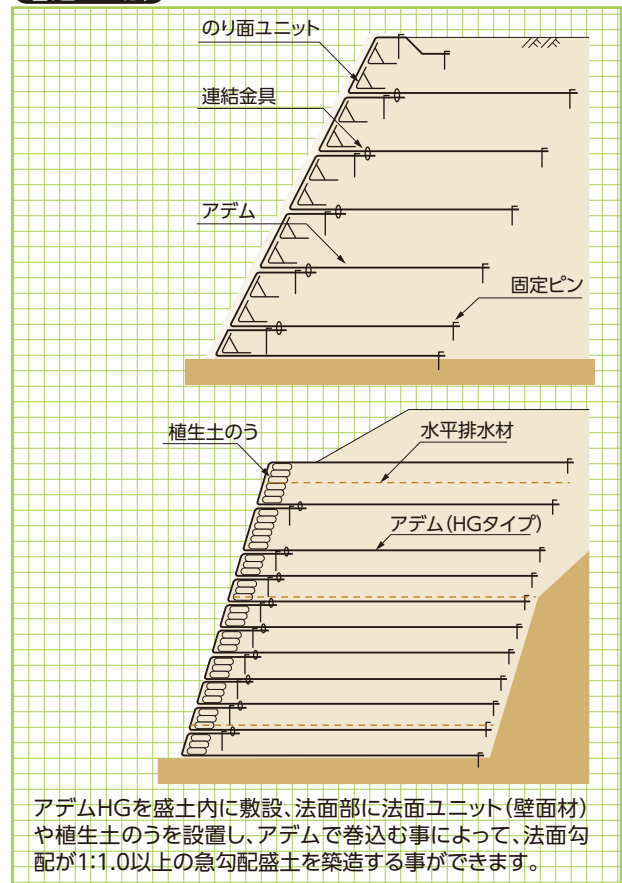 のり面ユニット
連結金具
アデム
固定ピン
植生土のう
水平排水材
アデム(HGタイプ)
アデムHGを盛土内に敷設、法面部に法面ユニット(壁面材)
や植生土のうを設置し、アデムで巻込む事によって、法面勾
配が1:1.0以上の急勾配盛土を築造する事ができます。